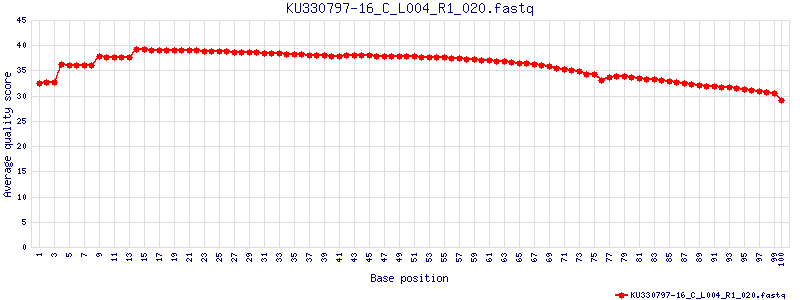 KU330797-16_C_L004_R1_020.fastq
Average quality score
45
40
35
30
25
20
15
10
5
0
1 3 5 7 9 11 13 15 17 19 21 23 25 27 29 31 33 35 37 39 41 43 45 47 49 51 53 55 57 59 61 63 65 67 69 71 73 75 77 79 81 83 85 87 89 91 93 95 97 99 100
Base position
KU330797-16_C_L004_R1_020.fastq